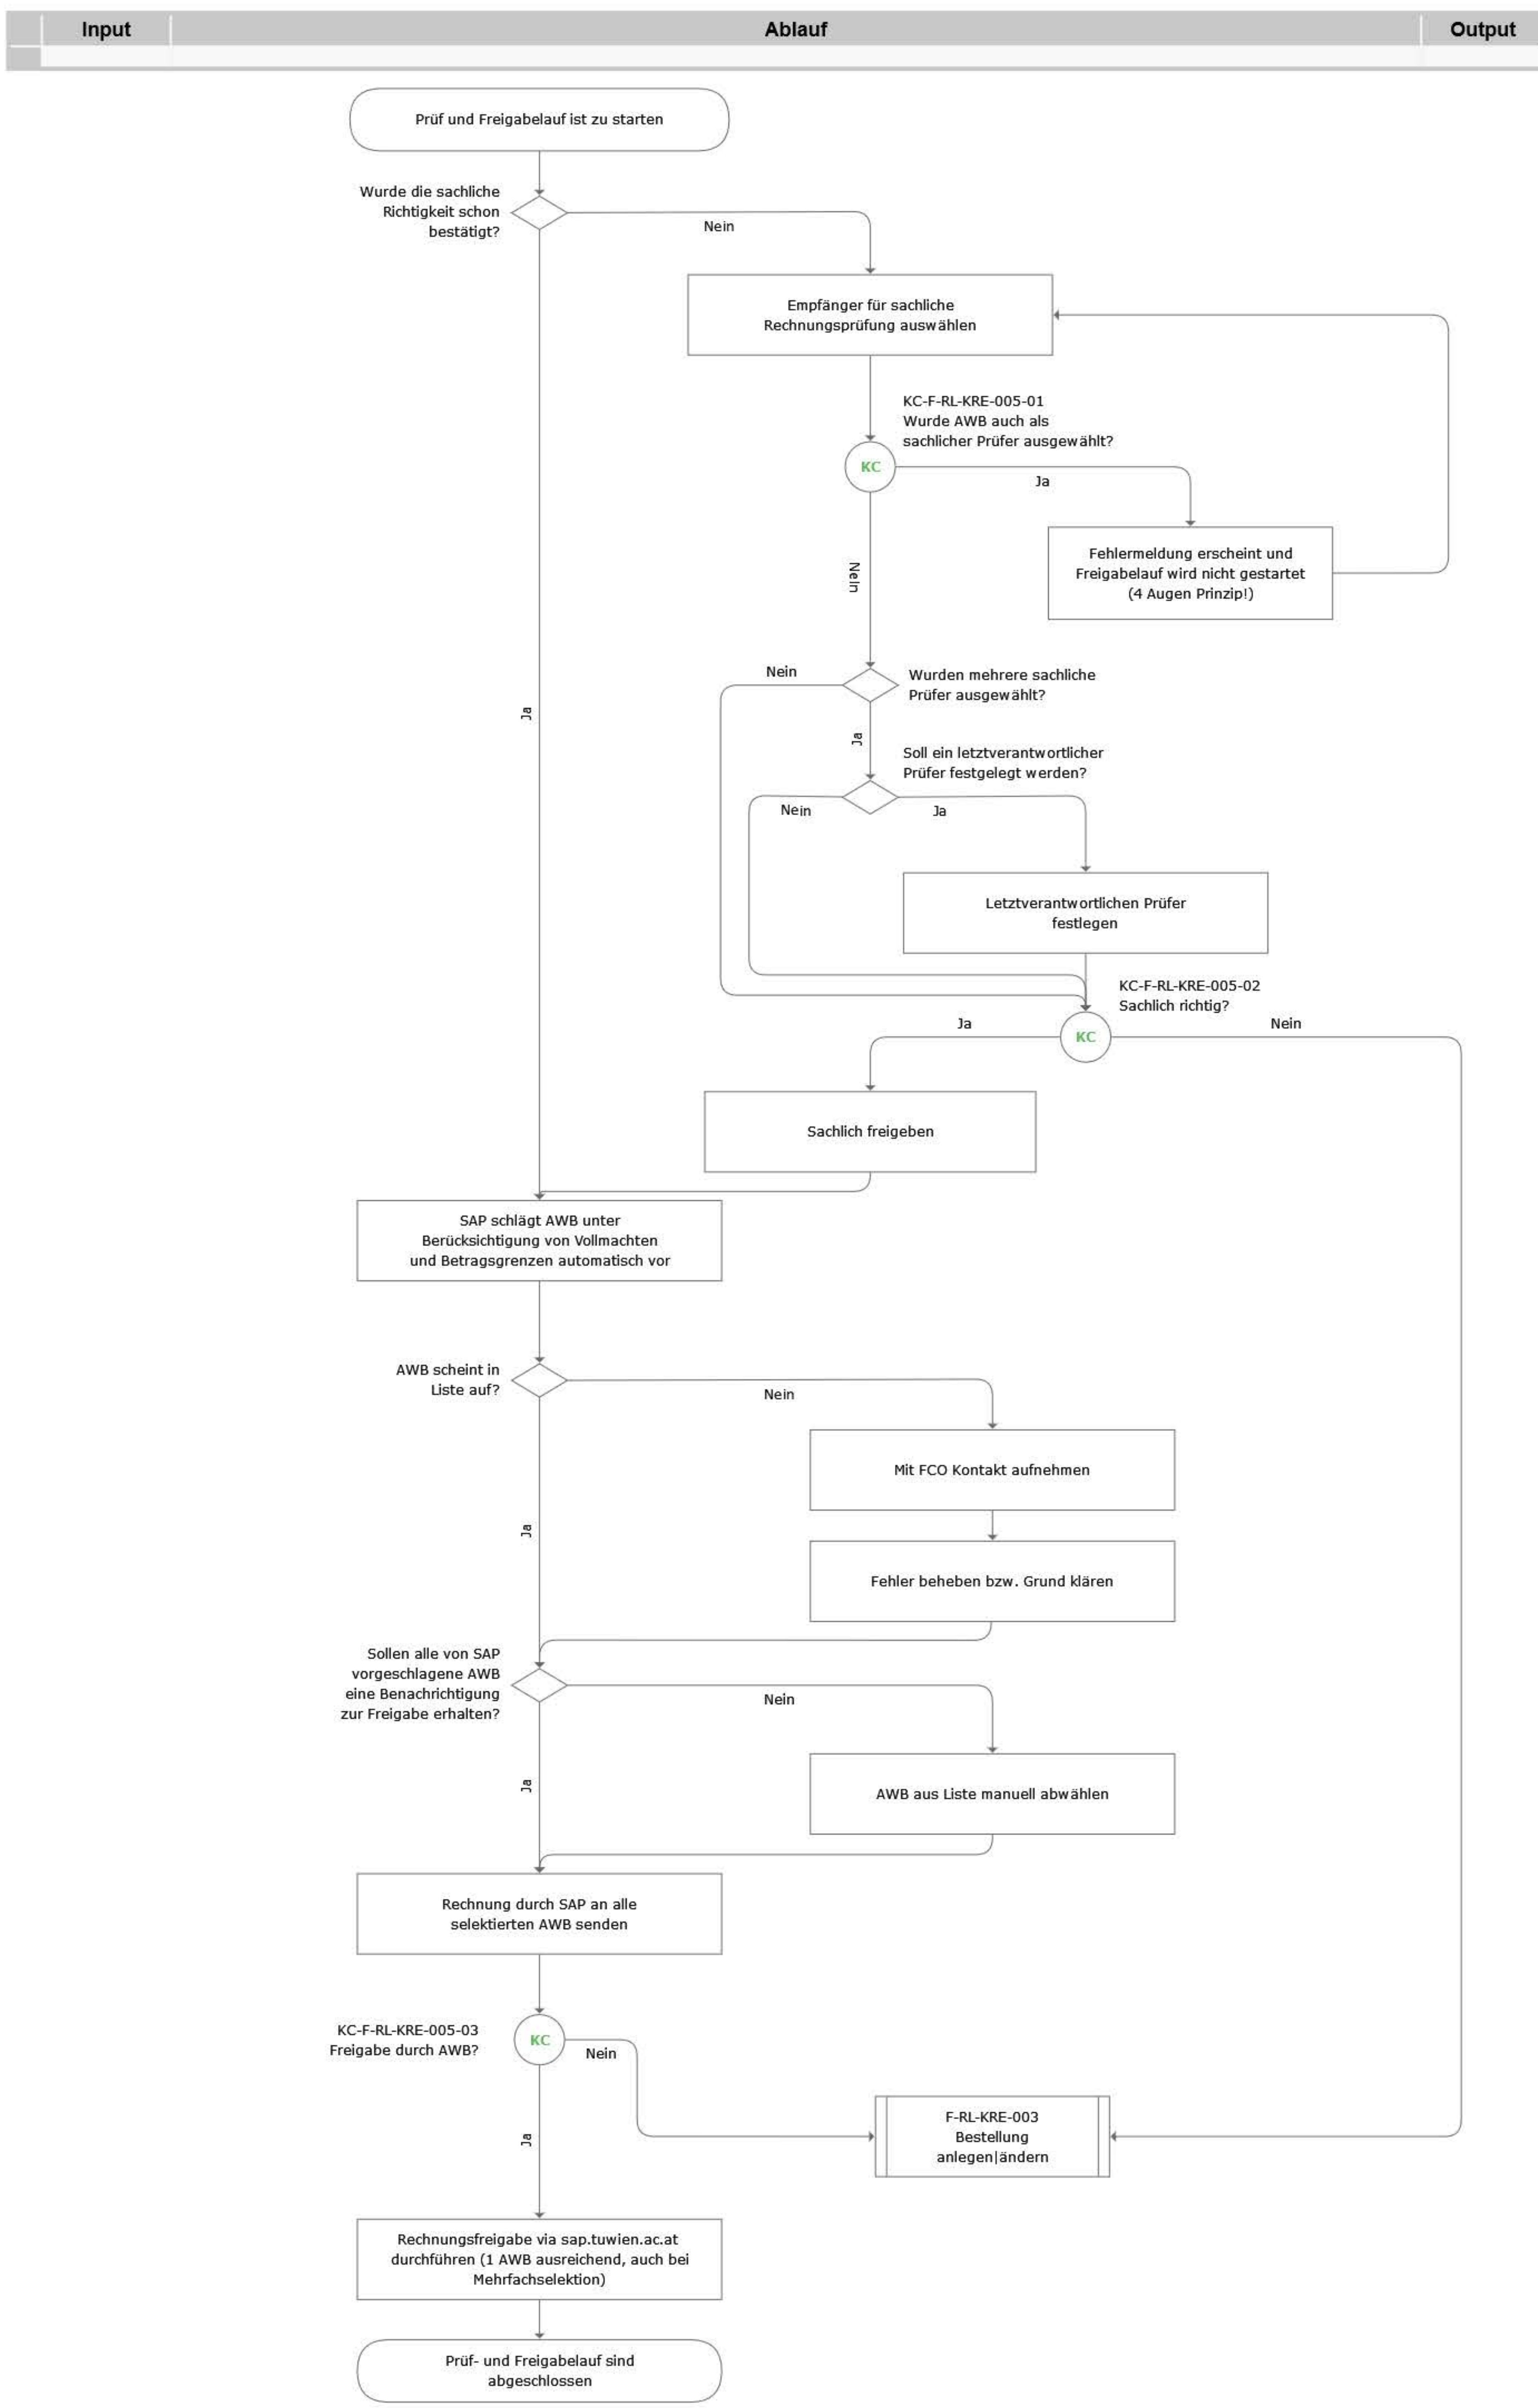 Input
Ablauf
Output
Prüf und Freigabelauf ist zu starten
Wurde die sachliche
Richtigkeit schon
bestätigt?
Nein
Empfänger für sachliche
Rechnungsprüfung auswählen
KC-F-RL-KRE-005-01
Wurde AWB auch als
sachlicher Prüfer ausgewählt?
KC
Ja
Fehlermeldung erscheint und
Freigabelauf wird nicht gestartet
(4 Augen Prinzip!)
Nein
Nein
Wurden mehrere sachliche
Prüfer ausgewählt?
Ja
Ja
Soll ein letztverantwortlicher
Prüfer festgelegt werden?
Nein
Ja
Letztverantwortlichen Prüfer
festlegen
KC-F-RL-KRE-005-02
Sachlich richtig?
Ja
KC
Nein
Sachlich freigeben
SAP schlägt AWB unter
Berücksichtigung von Vollmachten
und Betragsgrenzen automatisch vor
AWB scheint in
Liste auf?
Nein
Mit FCO Kontakt aufnehmen
Ja
Fehler beheben bzw. Grund klären
Sollen alle von SAP
vorgeschlagene AWB
eine Benachrichtigung
zur Freigabe erhalten?
Nein
Ja
AWB aus Liste manuell abwählen
Rechnung durch SAP an alle
selektierten AWB senden
KC-F-RL-KRE-005-03
Freigabe durch AWB?
KC
Nein
Ja
F-RL-KRE-003
Bestellung
anlegen|ändern
Rechnungsfreigabe via sap.tuwien.ac.at
durchführen (1 AWB ausreichend, auch bei
Mehrfachselektion)
Prüf- und Freigabelauf sind
abgeschlossen